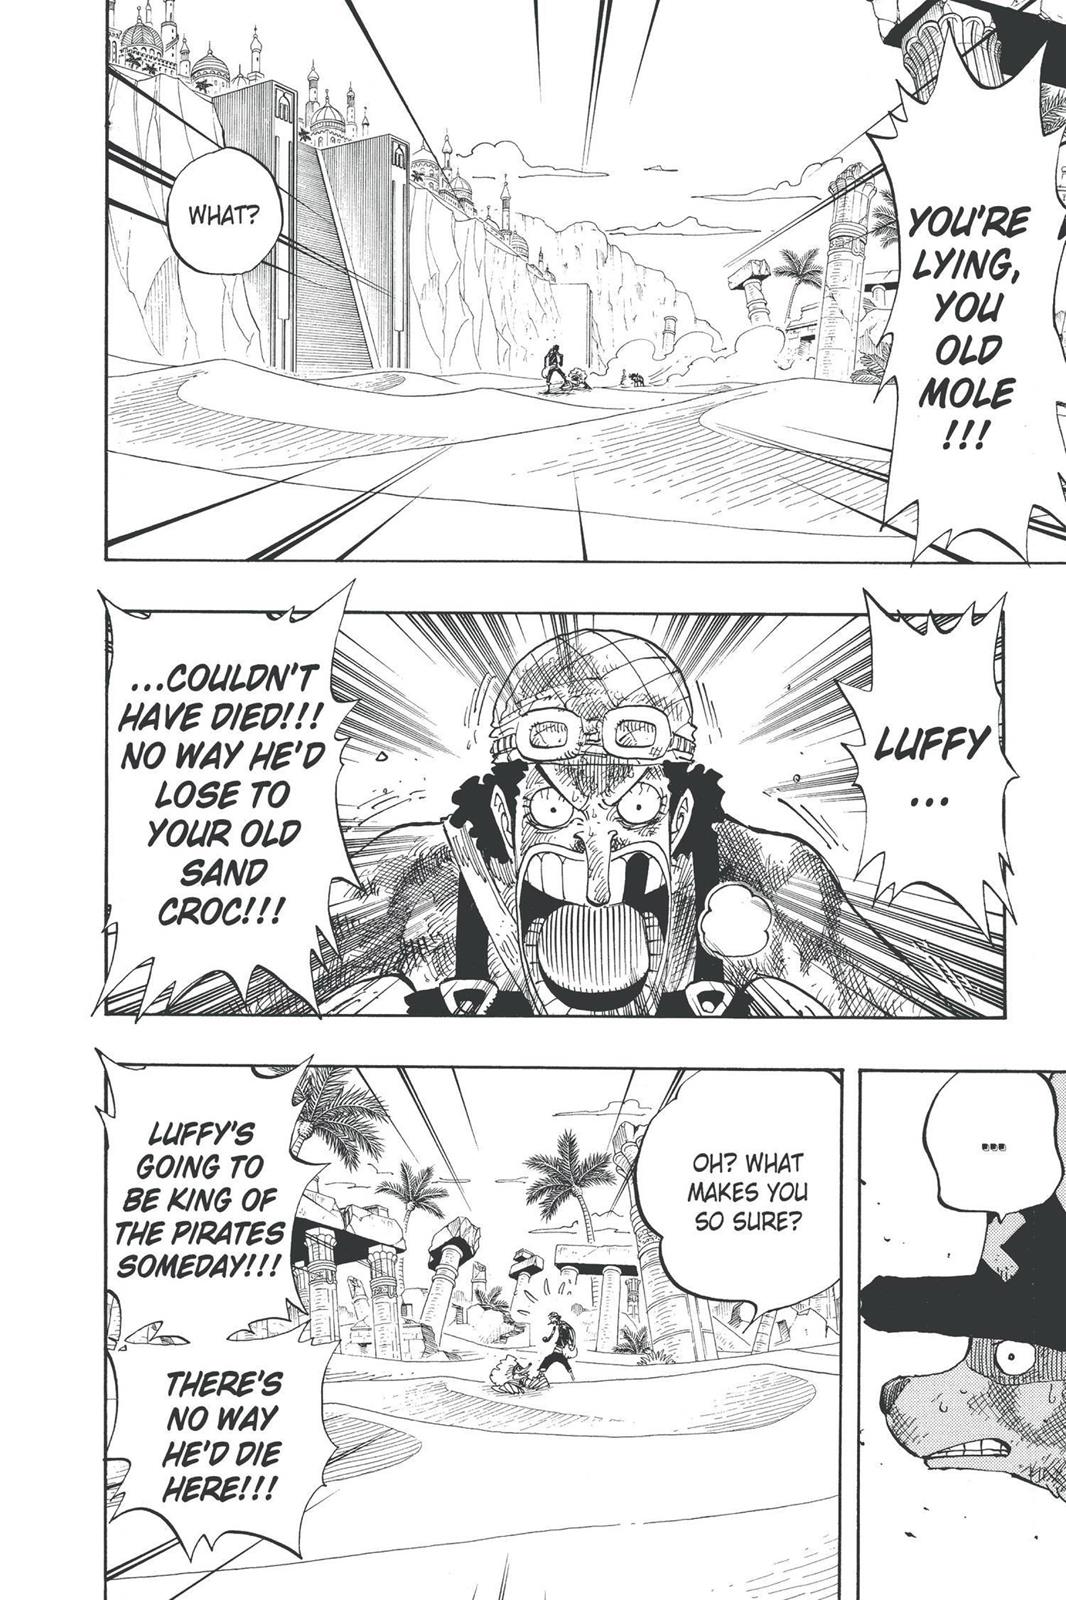 YOU'RE
LYING,
YOU
OLD
MOLE
!!!
WHAT?
LUFFY
...
...COULDN'T
HAVE DIED!!!
NO WAY HE'D
LOSE TO
YOUR OLD
SAND
CROC!!!
...
OH? WHAT
MAKES YOU
SO SURE?
LUFFY'S
GOING TO
BE KING OF
THE PIRATES
SOMEDAY!!!
THERE'S
NO WAY
HE'D DIE
HERE!!!